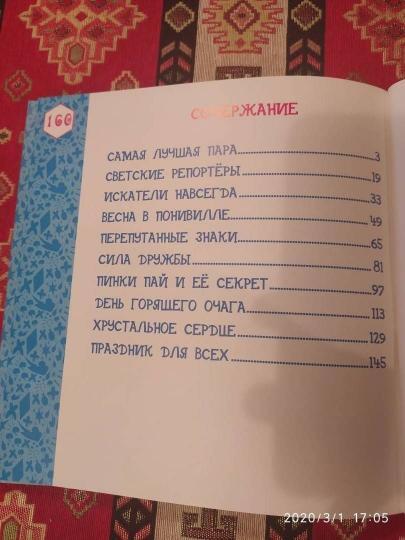 160
СОДЕРЖАНИЕ
САМАЯ ЛУЧШАЯ ПАРА........3
СВЕТСКИЕ РЕПОРТЁРЫ........19
ИСКАТЕЛИ НАВСЕГДА........33
ВЕСНА В ПОНИВИЛЛЕ........49
ПЕРЕПУТАННЫЕ ЗНАКИ........65
СИЛА ДРУЖБЫ........81
ПИНКИ ПАЙ И ЕЁ СЕКРЕТ........97
ДЕНЬ ГОРЯЩЕГО ОЧАГА........113
ХРУСТАЛЬНОЕ СЕРДЦЕ........129
ПРАЗДНИК ДЛЯ ВСЕХ........145
2020/3/1 17:05